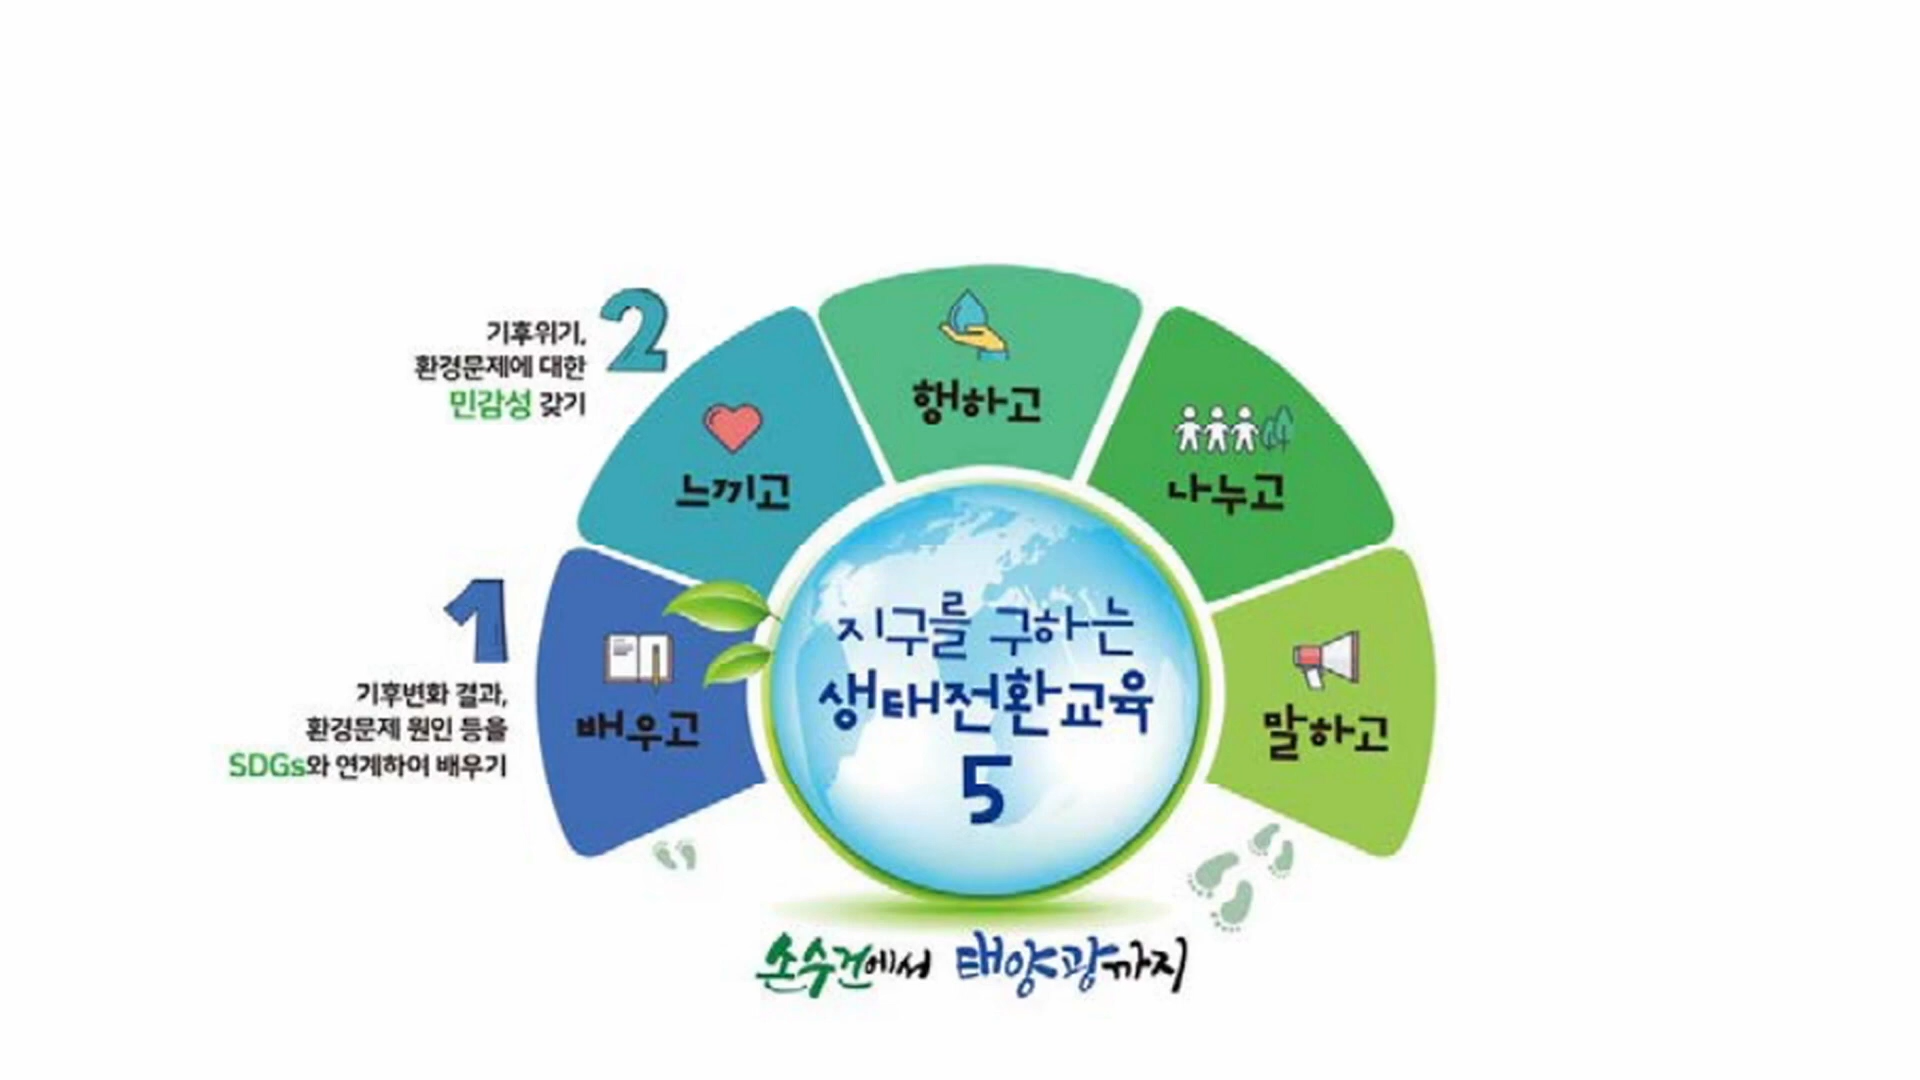 2
기후위기,
환경문제에 대한
민감성 갖기
1
기후변화 결과,
환경문제 원인 등을
SDGs와 연계하여 배우기
배우고
느끼고
행하고
나누고
말하고
지구를 구하는
생태전환교육
5
손수건에서 태양광까지